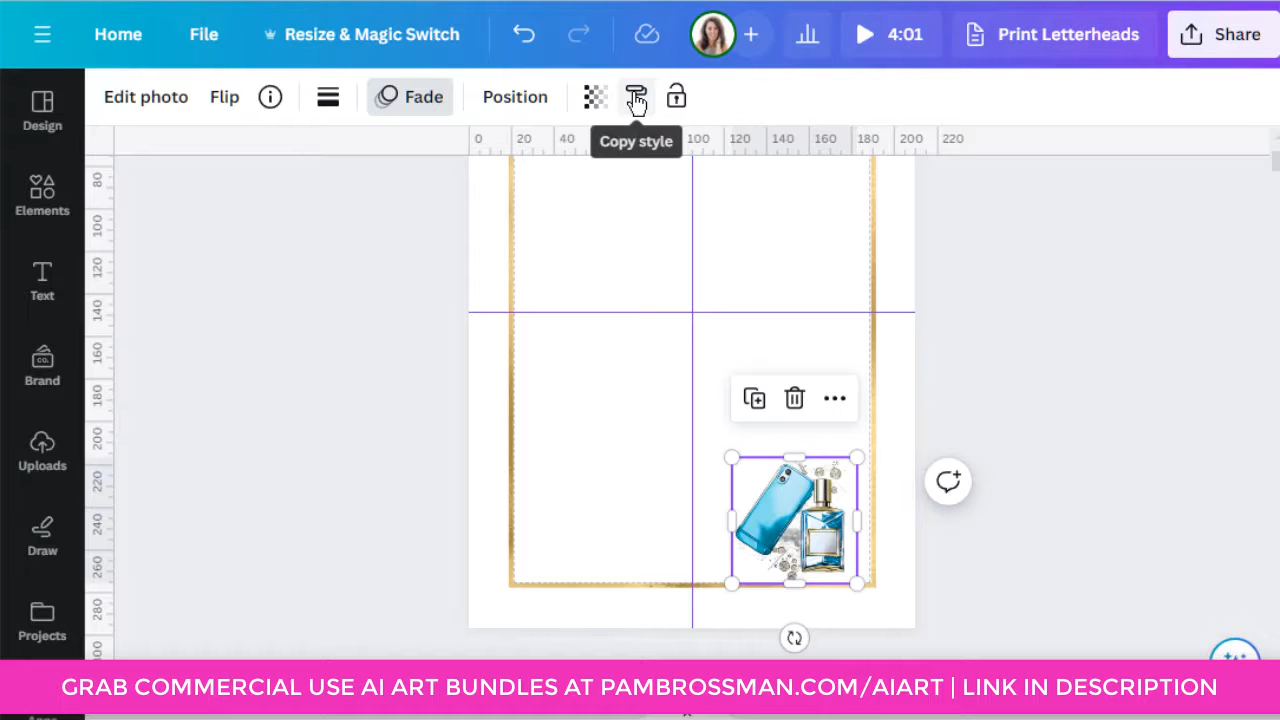 Home File Resize & Magic Switch 4:01 Print Letterheads Share
Edit photo Flip Fade Position
Copy style
0 20 40 100 120 140 160 180 200 220
80
100
120
140
160
180
200
220
240
260
280
Design
Elements
Text
CO.
Brand
Uploads
Draw
Projects
GRAB COMMERCIAL USE AI ART BUNDLES AT PAMBROSSMAN.COM/AIART | LINK IN DESCRIPTION